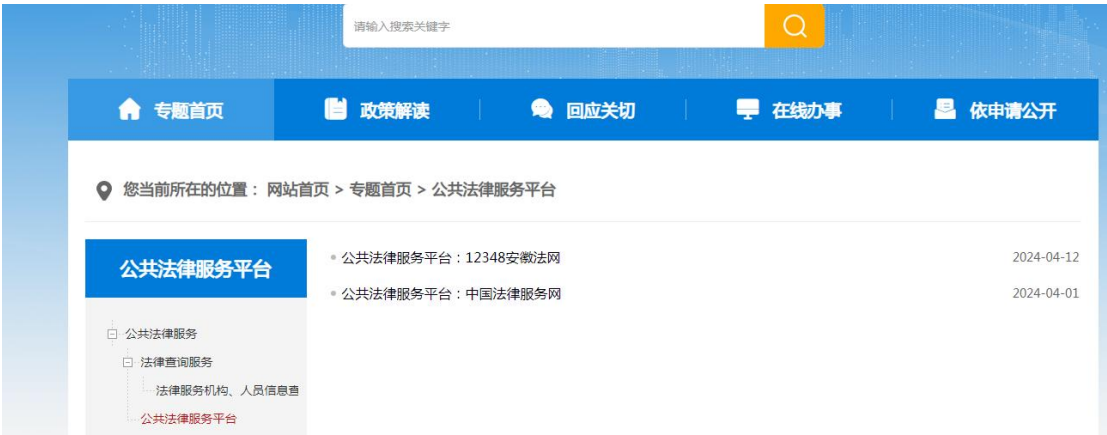 请输入搜索关键字
专题首页 政策解读 回应关切 在线办事 依申请公开
您当前所在的位置： 网站首页 > 专题首页 > 公共法律服务平台
公共法律服务平台
公共法律服务
法律查询服务
法律服务机构、人员信息查
公共法律服务平台
公共法律服务平台：12348安徽法网 2024-04-12
公共法律服务平台：中国法律服务网 2024-04-01